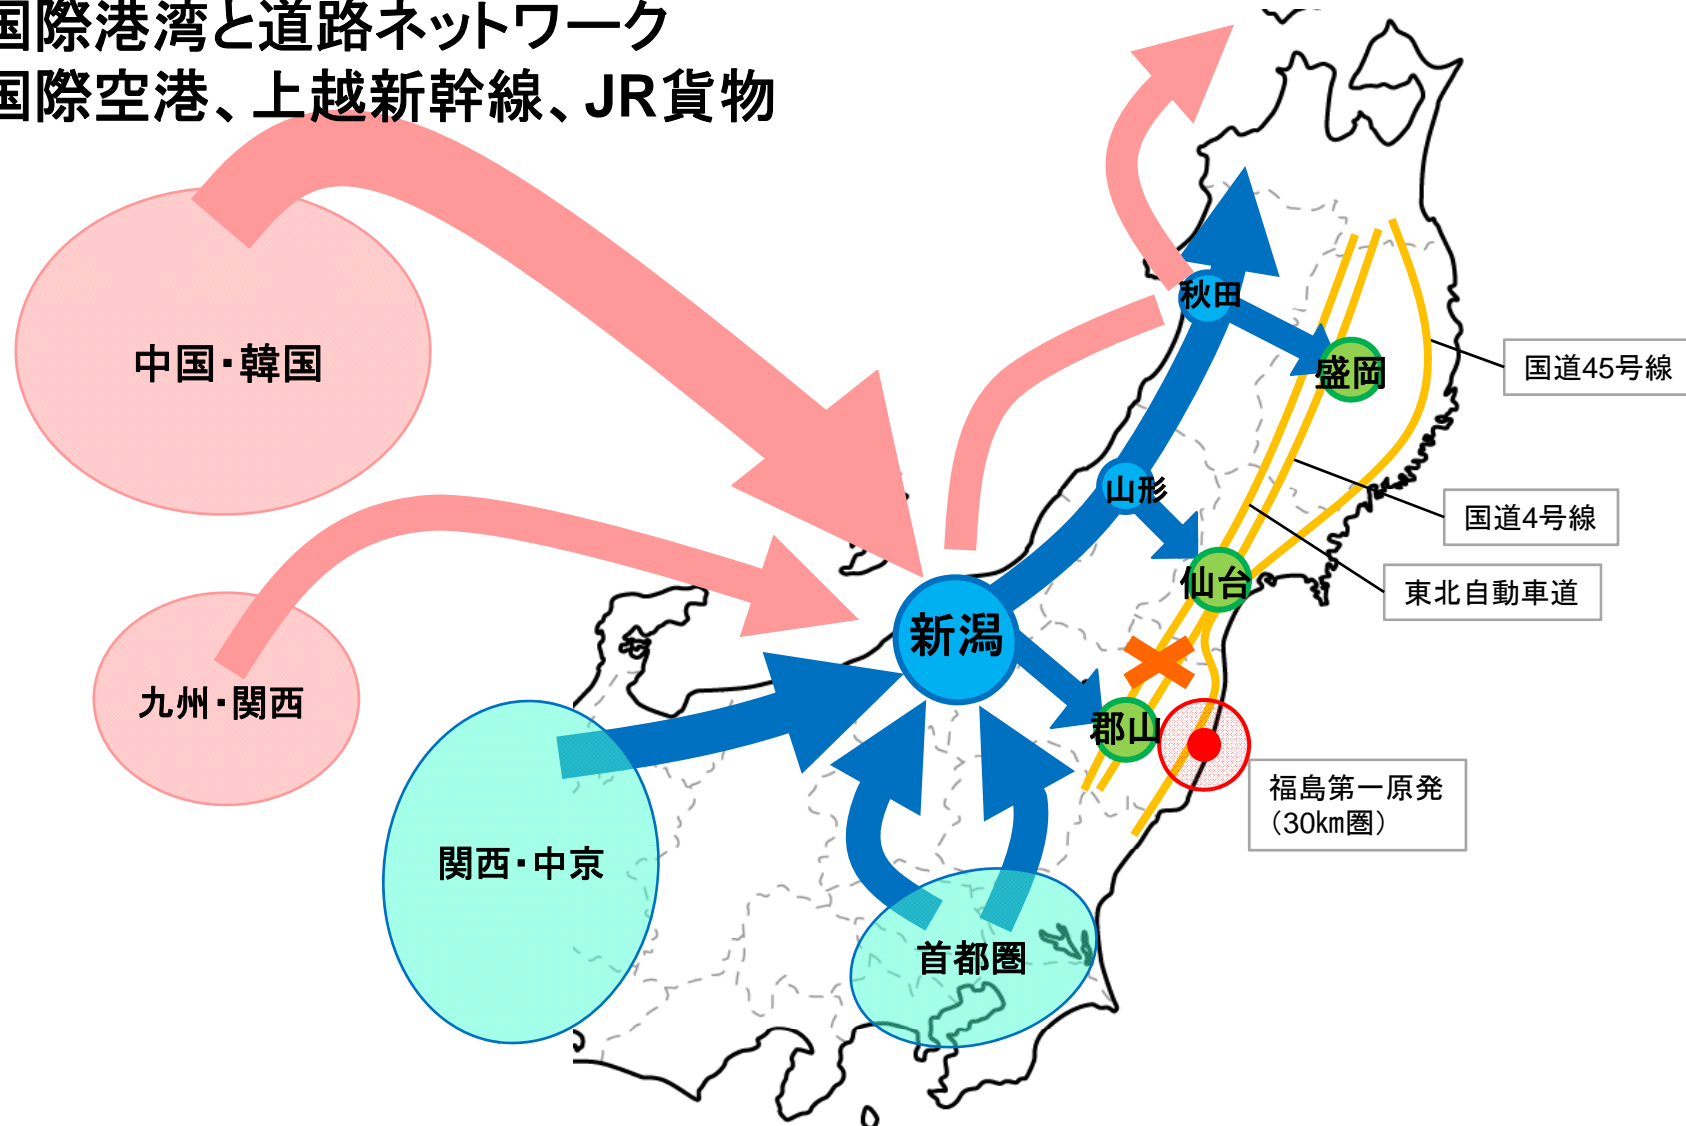 国際港湾と道路ネットワーク
国際空港、上越新幹線、JR貨物
中国・韓国
九州・関西
関西・中京
首都圏
新潟
秋田
山形
盛岡
仙台
郡山
国道45号線
国道4号線
東北自動車道
福島第一原発
（30㎞圏）